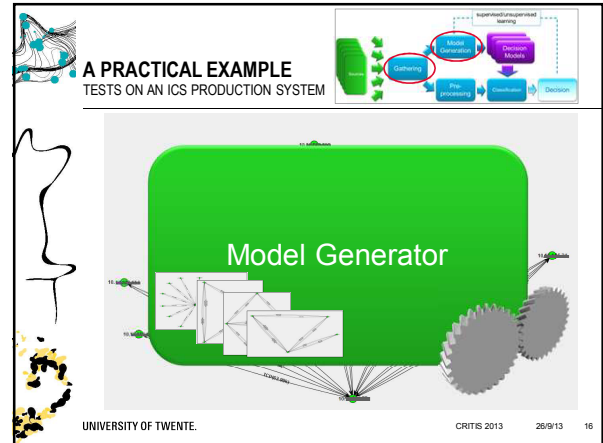 A PRACTICAL EXAMPLE
TESTS ON AN ICS PRODUCTION SYSTEM
supervised/unsupervised
learning
Sources
Gathering
Model
Generation
Decision
Models
Pre-
processing
Classification
Decision
Model Generator
UNIVERSITY OF TWENTE.
CRITIS 2013 26/9/13 16